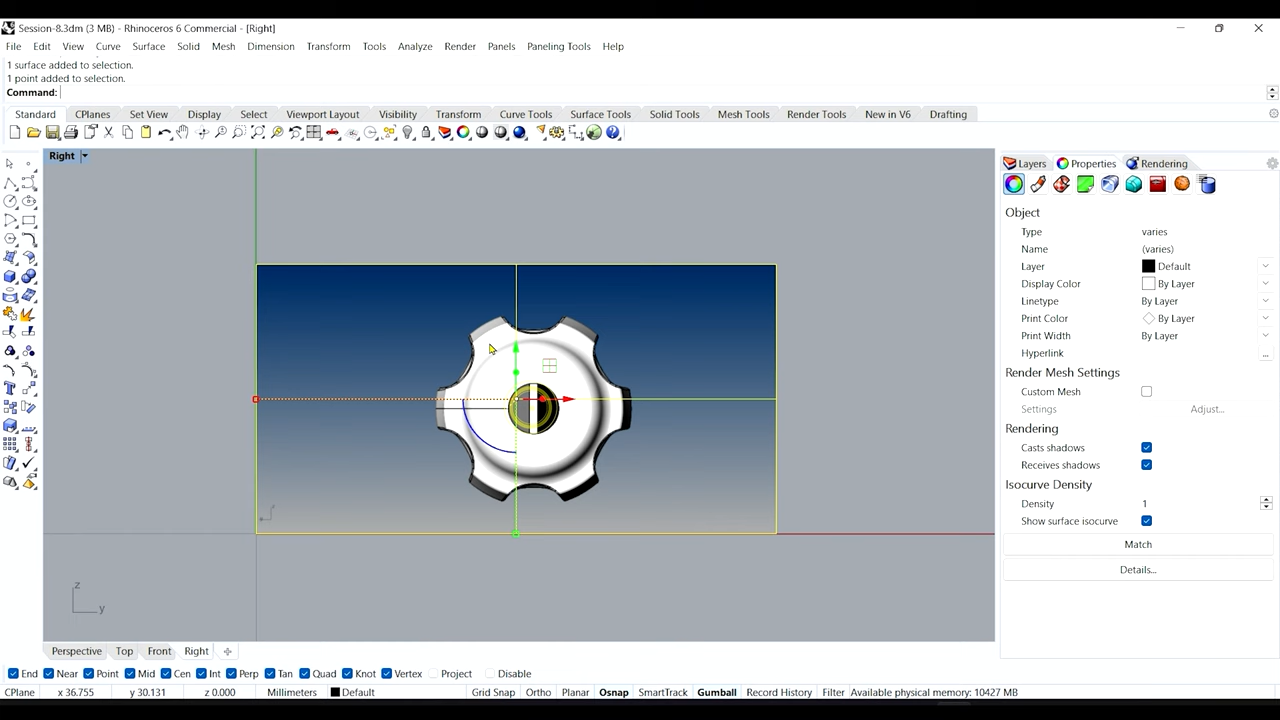 Session-8.3dm (3 MB) - Rhinoceros 6 Commercial - [Right]
File Edit View Curve Surface Solid Mesh Dimension Transform Tools Analyze Render Panels Paneling Tools Help
1 surface added to selection.
1 point added to selection.
Command:
Standard CPlanes Set View Display Select Viewport Layout Visibility Transform Curve Tools Surface Tools Solid Tools Mesh Tools Render Tools New in V6 Drafting
Right
Layers Properties Rendering
Object
Type varies
Name (varies)
Layer Default
Display Color By Layer
Linetype By Layer
Print Color By Layer
Print Width By Layer
Hyperlink ...
Render Mesh Settings
Custom Mesh
Settings Adjust...
Rendering
Casts shadows
Receives shadows
Isocurve Density
Density 1
Show surface isocurve
Match
Details...
z
y
Perspective Top Front Right
End Near Point Mid Cen Int Perp Tan Quad Knot Vertex Project Disable
CPlane x 36.755 y 30.131 z 0.000 Millimeters Default Grid Snap Ortho Planar Osnap SmartTrack Gumball Record History Filter Available physical memory: 10427 MB